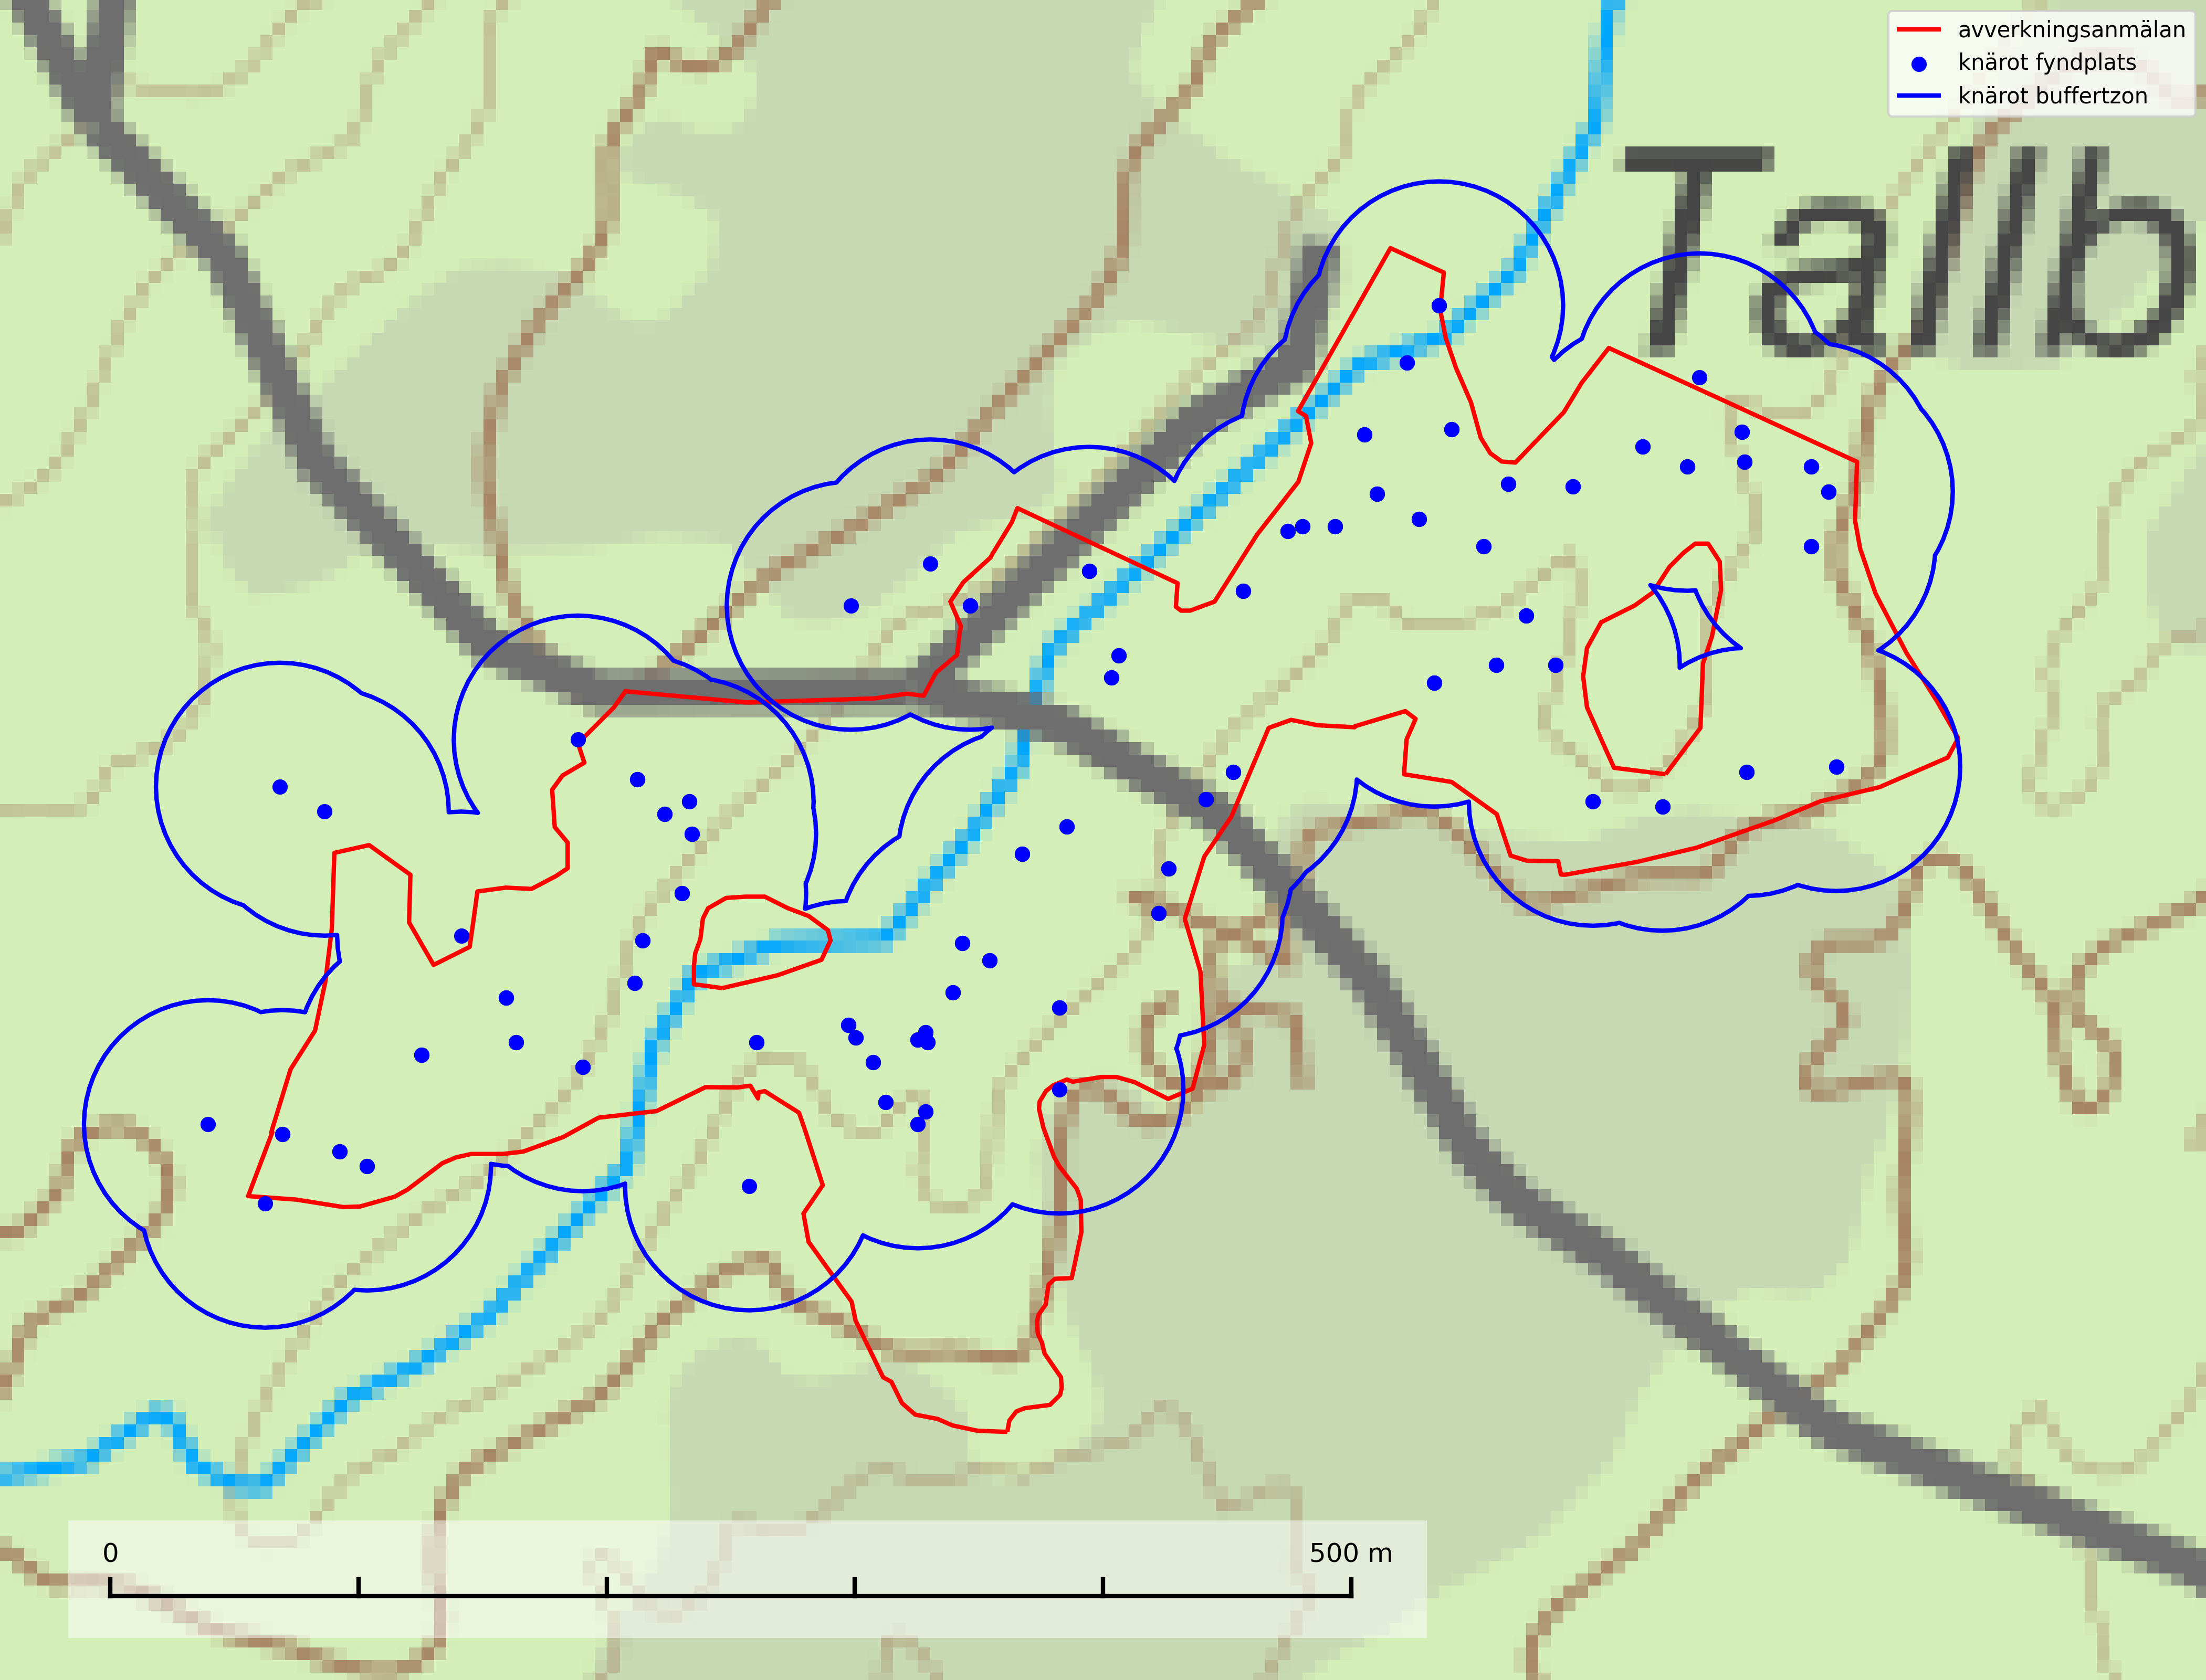 avverkningsanmälan
knärot fyndplats
knärot buffertzon
Tallb
0 500 m